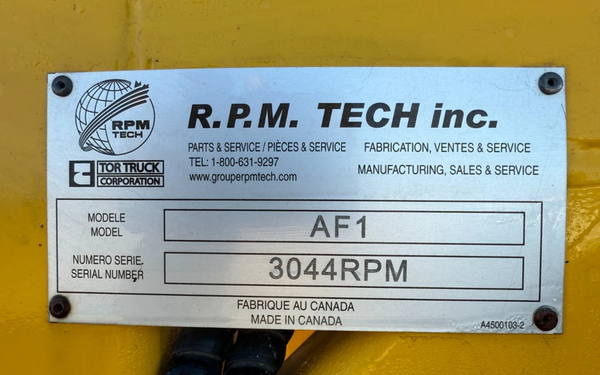 RPM
TECH
R.P.M. TECH inc.
TOR TRUCK
CORPORATION
PARTS & SERVICE / PIÈCES & SERVICE
TEL: 1-800-631-9297
www.grouperpmtech.com
FABRICATION, VENTES & SERVICE
MANUFACTURING, SALES & SERVICE
MODELE
MODEL
AF1
NUMERO SERIE.
SERIAL NUMBER
3044RPM
FABRIQUE AU CANADA
MADE IN CANADA
A4500103-2